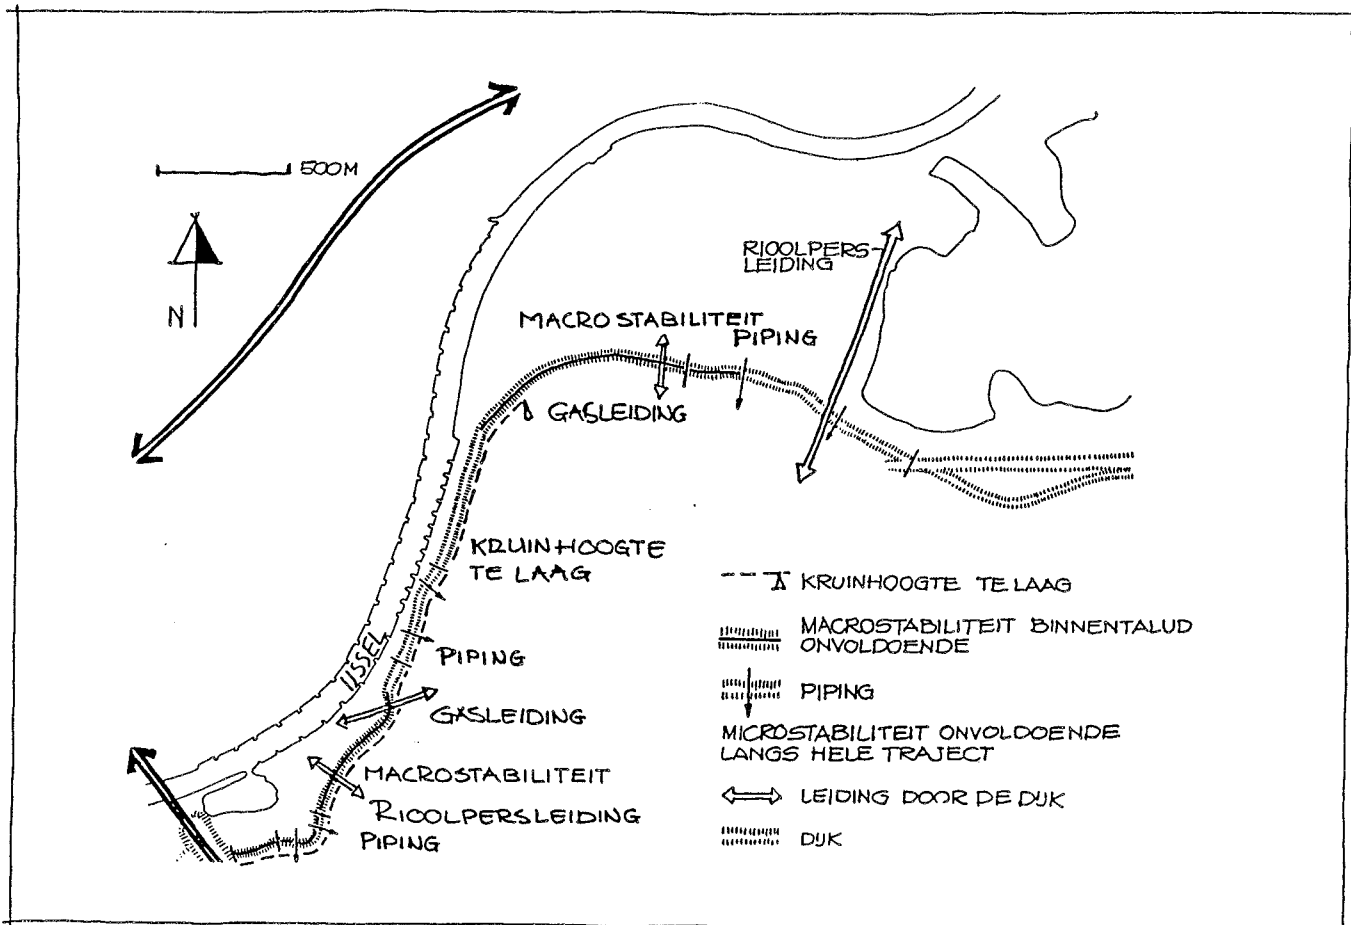 500M
N
RIOOLPERS-
LEIDING
MACROSTABILITEIT
PIPING
GASLEIDING
KRUINHOOGTE
TE LAAG
IJSSEL
PIPING
GASLEIDING
MACROSTABILITEIT
RIOOLPERSLEIDING
PIPING
KRUINHOOGTE TE LAAG
MACROSTABILITEIT BINNENTALUD
ONVOLDOENDE
PIPING
MICROSTABILITEIT ONVOLDOENDE
LANGS HELE TRAJECT
LEIDING DOOR DE DIJK
DIJK